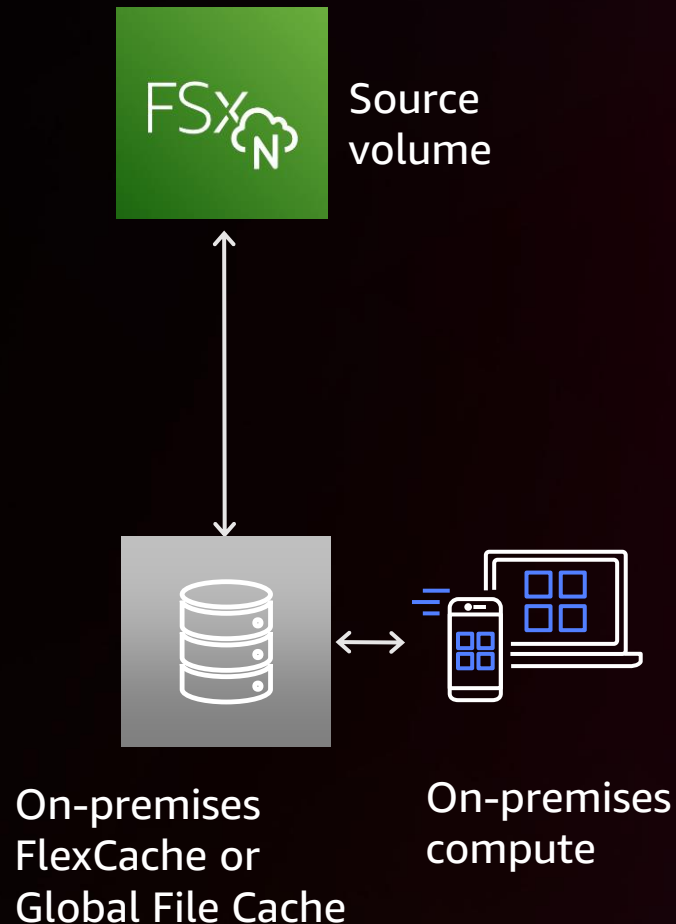 FSx
N
Source
volume
On-premises
FlexCache or
Global File Cache
On-premises
compute